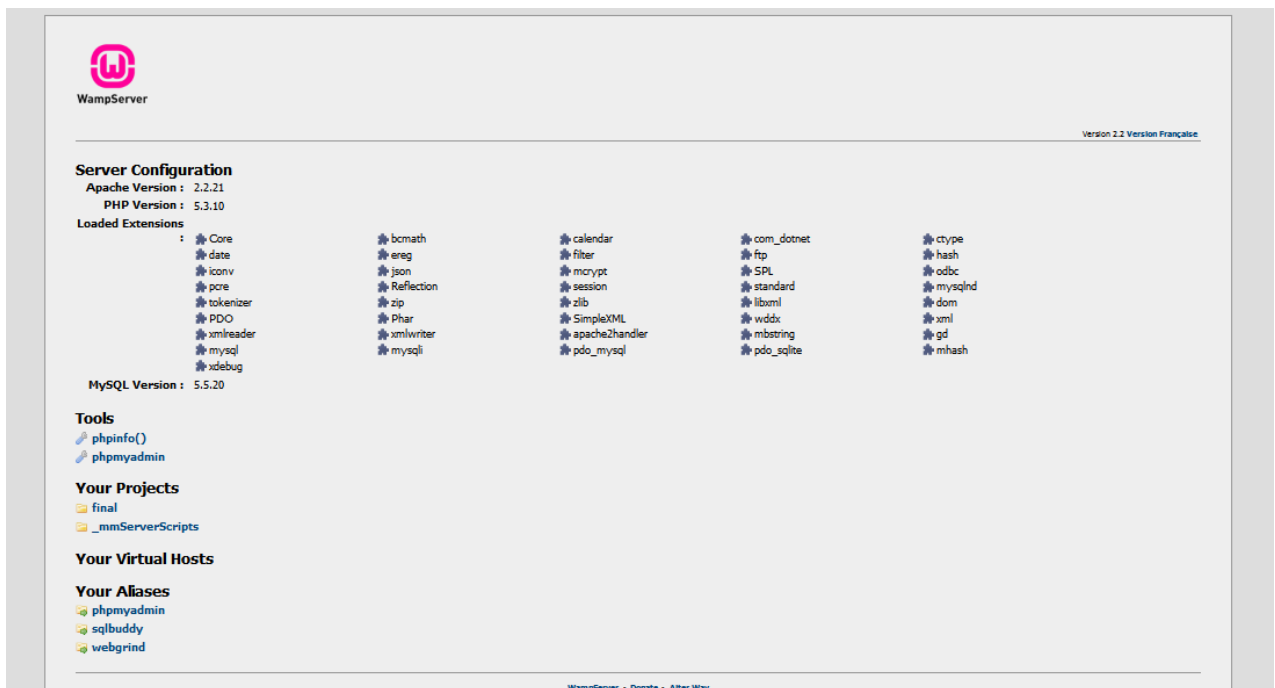 WampServer
Version 2.2 Version Française
Server Configuration
Apache Version : 2.2.21
PHP Version : 5.3.10
Loaded Extensions
: Core bcmath calendar com_dotnet ctype
date ereg filter ftp hash
iconv json mcrypt SPL odbc
pcre Reflection session standard mysqlnd
tokenizer zip zlib libxml dom
PDO Phar SimpleXML wddx xml
xmlreader xmlwriter apache2handler mbstring gd
mysql mysqli pdo_mysql pdo_sqlite mhash
xdebug
MySQL Version : 5.5.20
Tools
phpinfo()
phpmyadmin
Your Projects
final
_mmServerScripts
Your Virtual Hosts
Your Aliases
phpmyadmin
sqlbuddy
webgrind
WampServer - Donate - Alter Way